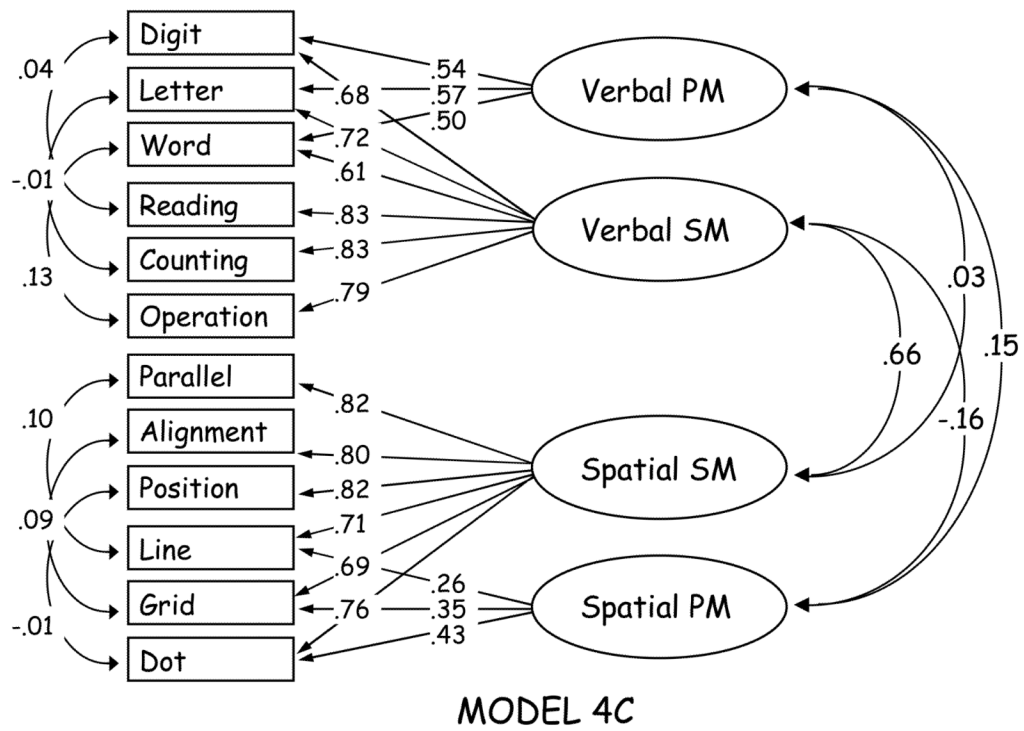 Digit
Letter
Word
Reading
Counting
Operation
Parallel
Alignment
Position
Line
Grid
Dot
.04
-.01
.13
.10
.09
-.01
.54
.57
.50
.68
.72
.61
.83
.83
.79
.82
.80
.82
.71
.69
.76
.26
.35
.43
Verbal PM
Verbal SM
Spatial SM
Spatial PM
.03
.15
.66
-.16
MODEL 4C